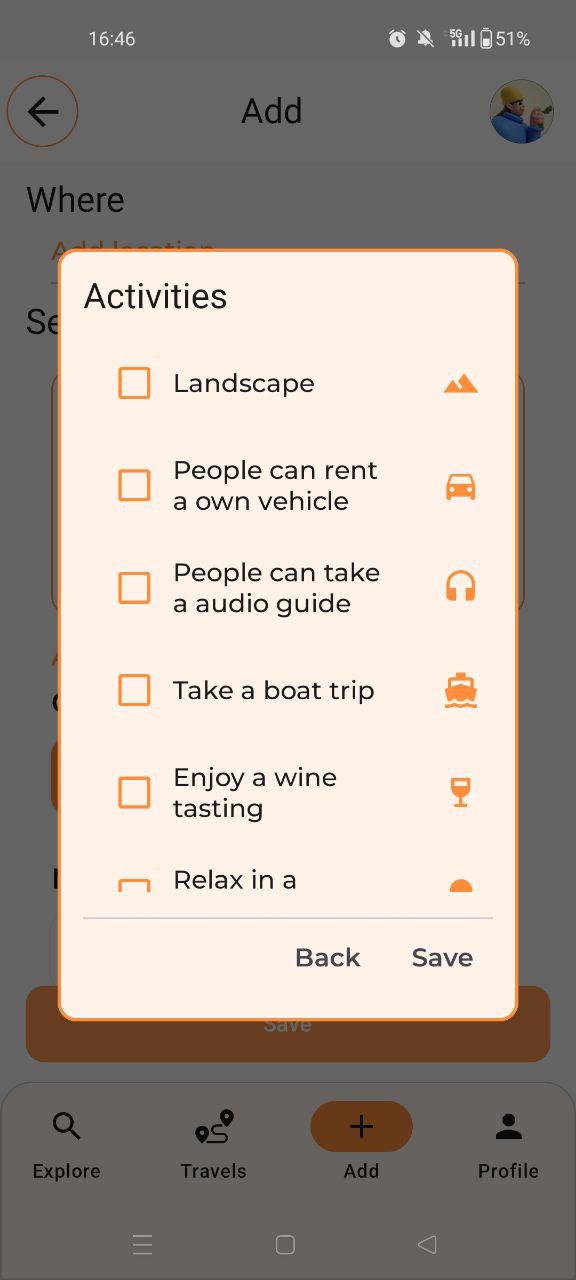 16:46
5G
51%
Add
Where
Add location
Se
Activities
Landscape
People can rent
a own vehicle
People can take
a audio guide
Take a boat trip
Enjoy a wine
tasting
Relax in a
Back
Save
Save
Explore
Travels
Add
Profile